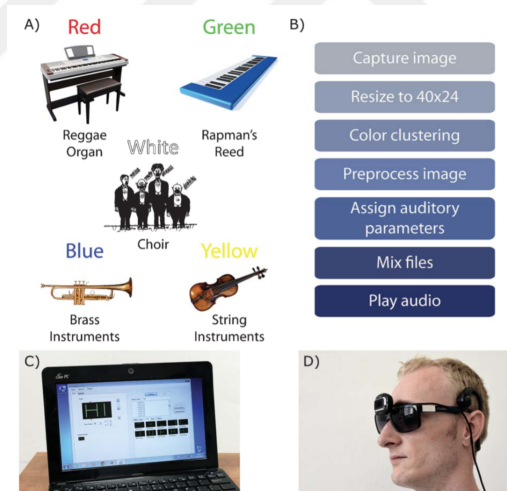 A)
Red
Green
Reggae
Organ
Rapman's
Reed
White
Choir
Blue
Yellow
Brass
Instruments
String
Instruments
B)
Capture image
Resize to 40x24
Color clustering
Preprocess image
Assign auditory
parameters
Mix files
Play audio
C)
HI
D)